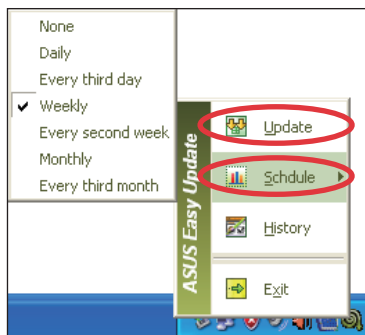 None
Daily
Every third day
Weekly
Every second week
Monthly
Every third month
ASUS Easy Update
Update
Schdule
History
Exit